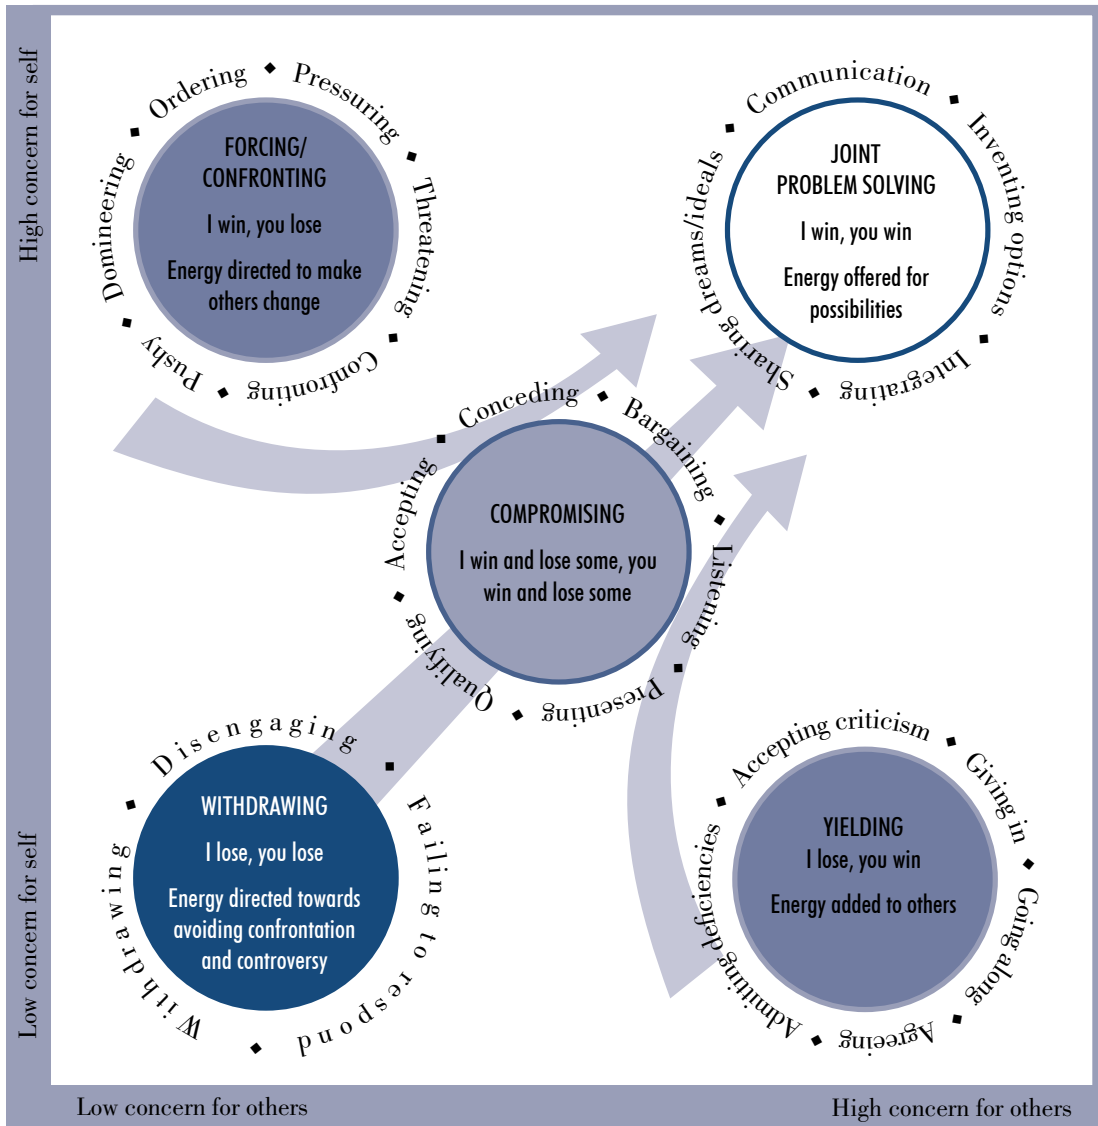 High concern for self
Low concern for self
Low concern for others
High concern for others
Pushy ▪ Domineering ▪ Ordering ◆ Pressuring ▪ Threatening ▪ Confronting
FORCING/
CONFRONTING
I win, you lose
Energy directed to make
others change
Sharing dreams/ideals ▪ Communication ▪ Inventing options ▪ Integrating
JOINT
PROBLEM SOLVING
I win, you win
Energy offered for
possibilities
Qualifying ▪ Accepting ▪ Conceding ◆ Bargaining ◆ Listening ▪ Presenting
COMPROMISING
I win and lose some, you
win and lose some
Withdrawing ▪ Disengaging ▪ Failing to respond
WITHDRAWING
I lose, you lose
Energy directed towards
avoiding confrontation
and controversy
Admitting deficiencies ▪ Accepting criticism ▪ Giving in ◆ Going along ▪ Agreeing
YIELDING
I lose, you win
Energy added to others